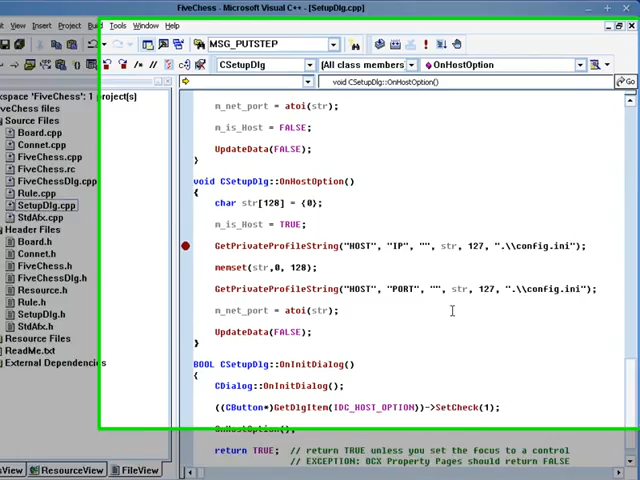 FiveChess - Microsoft Visual C++ - [SetupDlg.cpp]
View Insert Project Build Tools Window Help
MSG_PUTSTEP
CSetupDlg (All class members) OnHostOption
void CSetupDlg::OnHostOption() Go
'FiveChess': 1 project(s)
FiveChess files
Source Files
Board.cpp
Connet.cpp
FiveChess.cpp
FiveChess.rc
FiveChessDlg.cpp
Rule.cpp
SetupDlg.cpp
StdAfx.cpp
Header Files
Board.h
Connet.h
FiveChess.h
FiveChessDlg.h
Resource.h
Rule.h
SetupDlg.h
StdAfx.h
Resource Files
ReadMe.txt
External Dependencies
ResourceView FileView
m_net_port = atoi(str);
m_is_Host = FALSE;
UpdateData(FALSE);
}
void CSetupDlg::OnHostOption()
{
char str[128] = {0};
m_is_Host = TRUE;
GetPrivateProfileString("HOST", "IP", "", str, 127, ".\\config.ini");
memset(str,0, 128);
GetPrivateProfileString("HOST", "PORT", "", str, 127, ".\\config.ini");
m_net_port = atoi(str);
UpdateData(FALSE);
}
BOOL CSetupDlg::OnInitDialog()
{
CDialog::OnInitDialog();
((CButton*)GetDlgItem(IDC_HOST_OPTION))->SetCheck(1);
OnHostOption();
return TRUE; // return TRUE unless you set the focus to a control
// EXCEPTION: OCX Property Pages should return FALSE